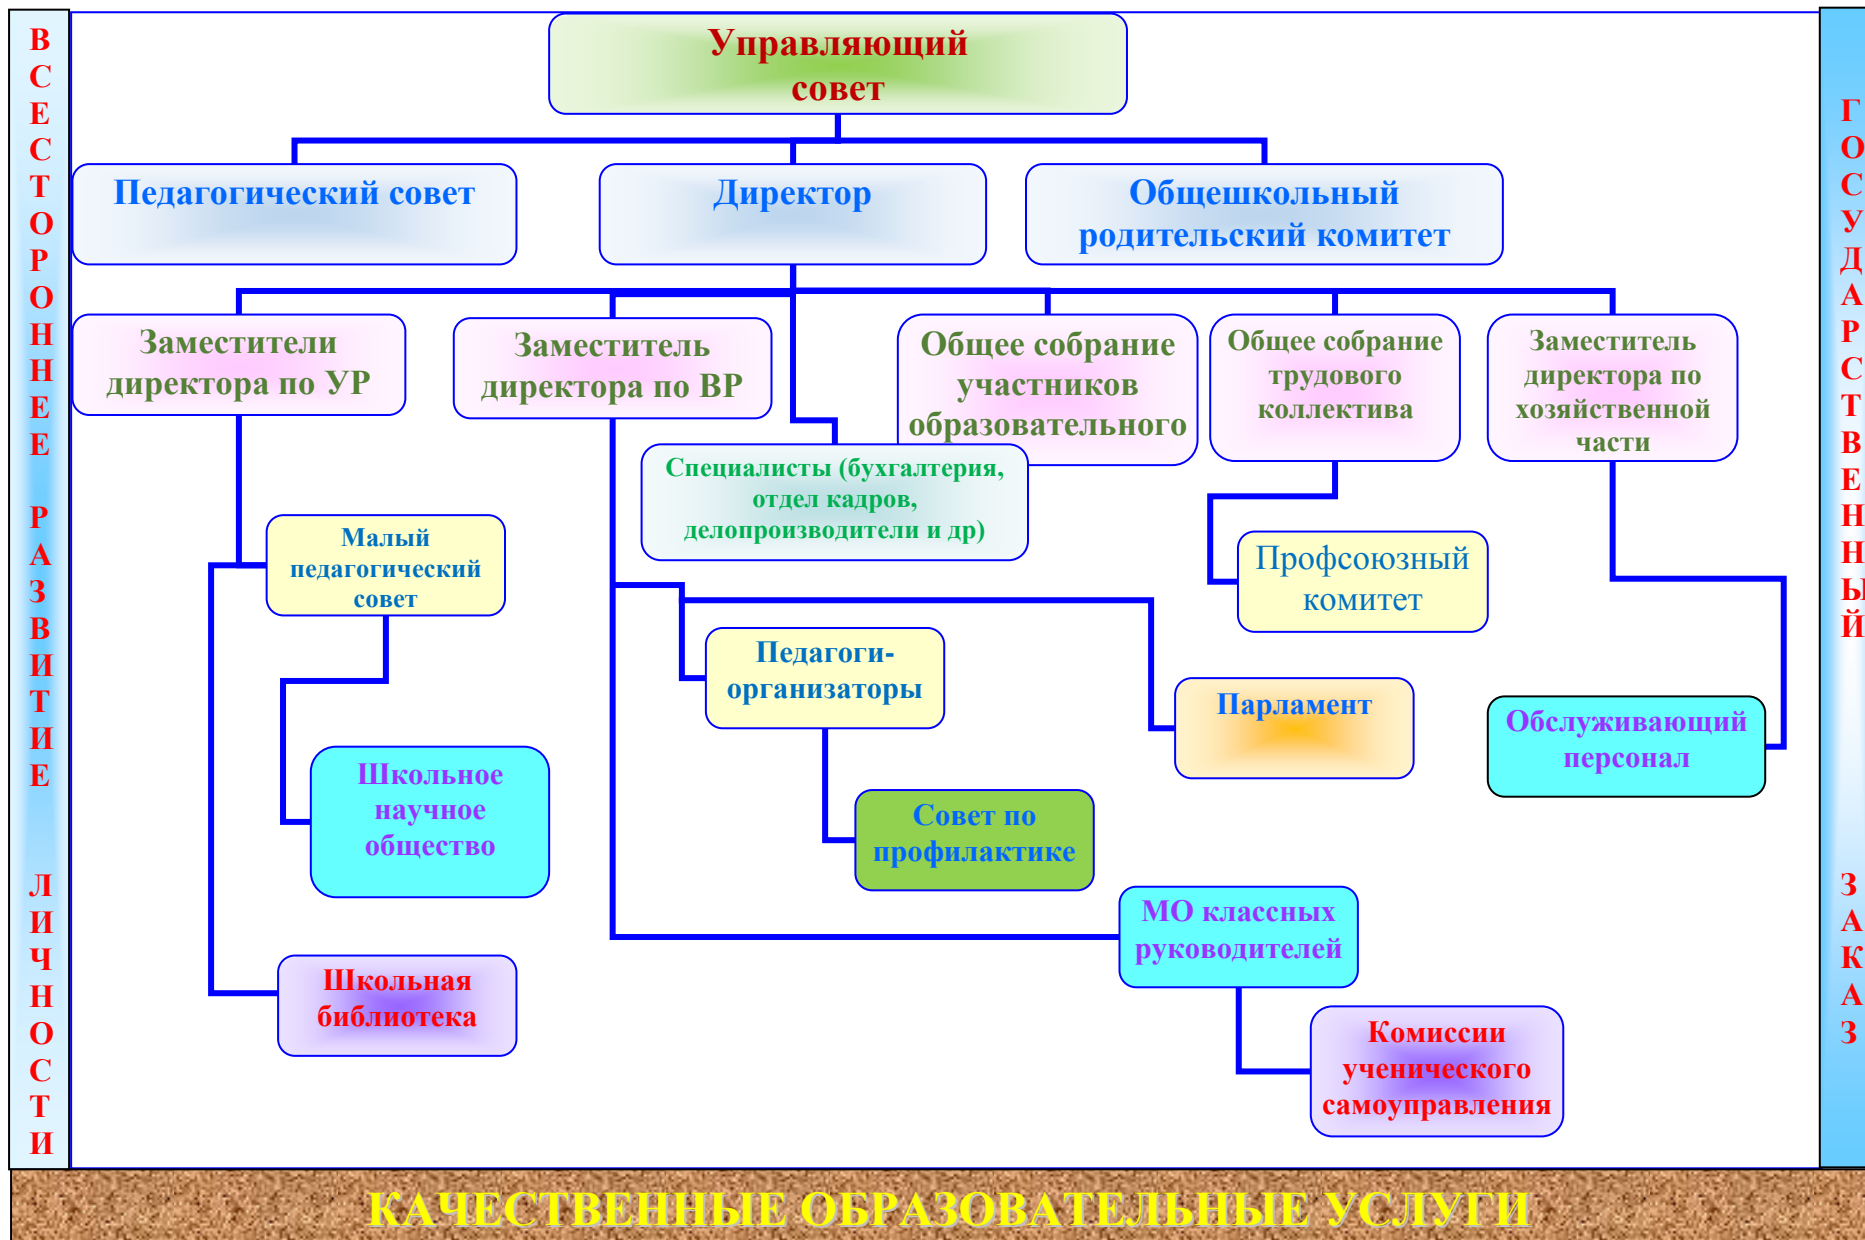 ВСЕСТОРОННЕЕ РАЗВИТИЕ ЛИЧНОСТИ
Управляющий
совет
Педагогический совет
Директор
Общешкольный
родительский комитет
Заместители
директора по УР
Заместитель
директора по ВР
Общее собрание
участников
образовательного
Общее собрание
трудового
коллектива
Заместитель
директора по
хозяйственной
части
Специалисты (бухгалтерия,
отдел кадров,
делопроизводители и др)
Малый
педагогический
совет
Профсоюзный
комитет
Педагоги-
организаторы
Парламент
Обслуживающий
персонал
Школьное
научное
общество
Совет по
профилактике
МО классных
руководителей
Школьная
библиотека
Комиссии
ученического
самоуправления
ГОСУДАРСТВЕННЫЙ ЗАКАЗ
КАЧЕСТВЕННЫЕ ОБРАЗОВАТЕЛЬНЫЕ УСЛУГИ